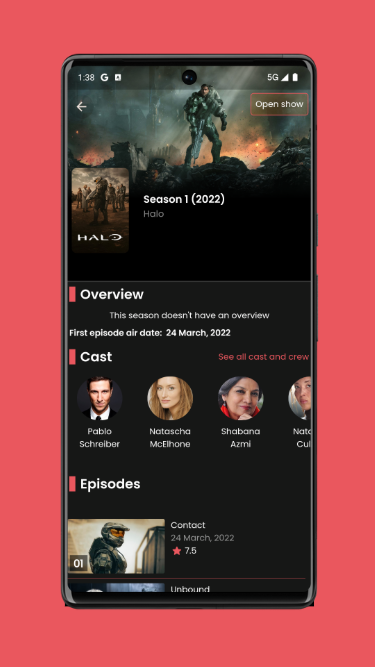 1:38 G
5G
Open show
Season 1 (2022)
Halo
HALO
Overview
This season doesn't have an overview
First episode air date: 24 March, 2022
Cast
See all cast and crew
Pablo
Schreiber
Natascha
McElhone
Shabana
Azmi
Nata
Cul
Episodes
Contact
24 March, 2022
7.5
01
Unbound